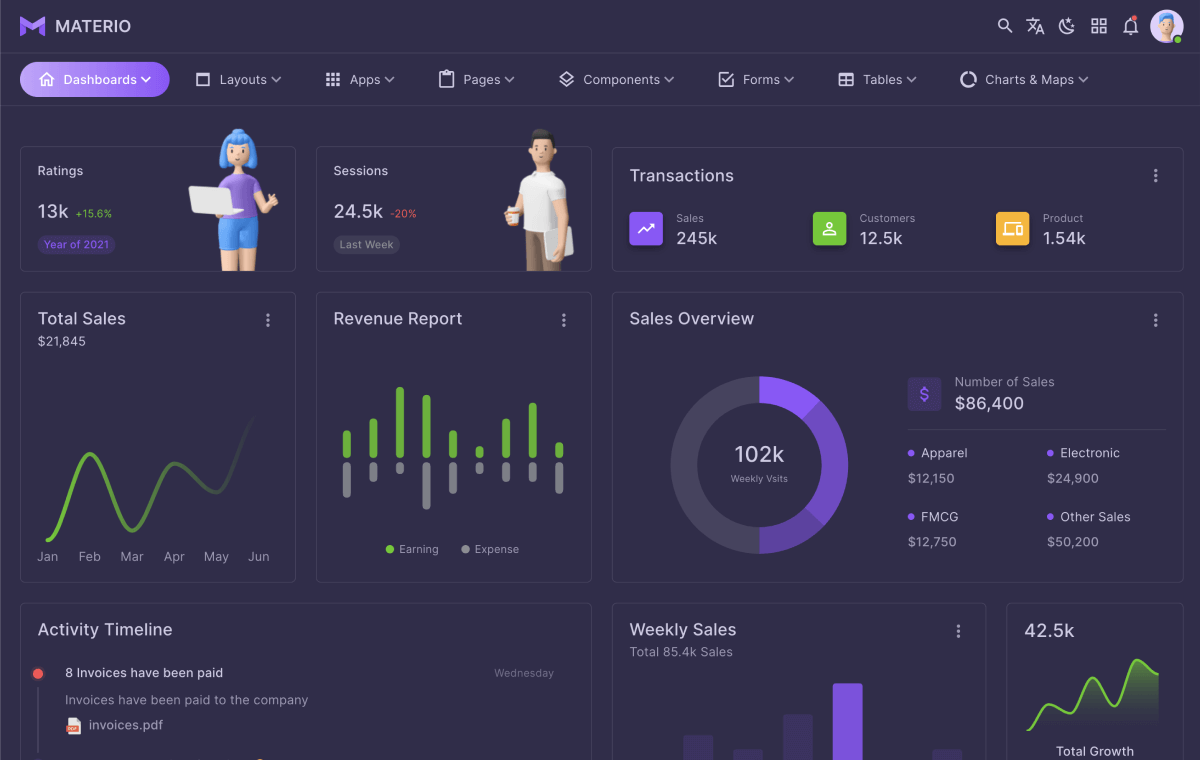 MATERIO
Dashboards
Layouts
Apps
Pages
Components
Forms
Tables
Charts & Maps
Ratings
13k +15.6%
Year of 2021
Sessions
24.5k -20%
Last Week
Transactions
Sales
245k
Customers
12.5k
Product
1.54k
Total Sales
$21,845
Jan Feb Mar Apr May Jun
Revenue Report
Earning Expense
Sales Overview
102k
Weekly Vsits
$
Number of Sales
$86,400
Apparel
$12,150
Electronic
$24,900
FMCG
$12,750
Other Sales
$50,200
Activity Timeline
8 Invoices have been paid
Wednesday
Invoices have been paid to the company
PDF
invoices.pdf
Weekly Sales
Total 85.4k Sales
42.5k
Total Growth